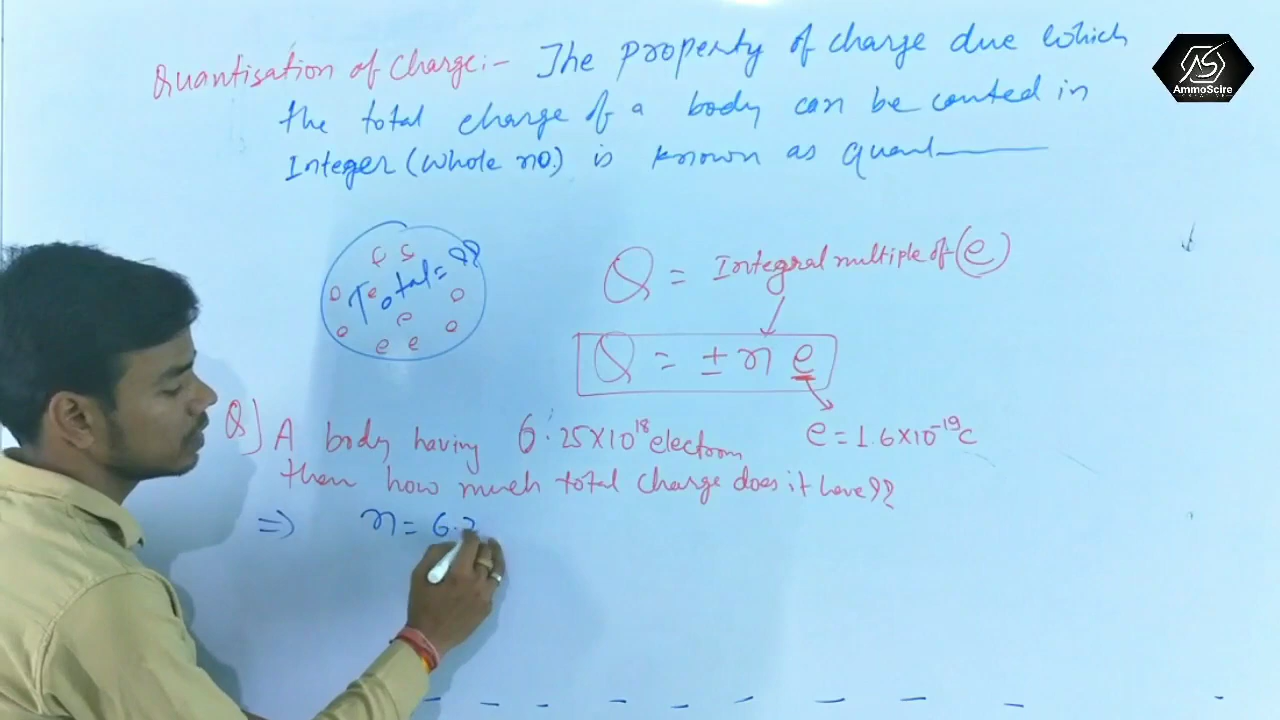 Quantisation of Charge:- The property of charge due which
the total charge of a body can be conted in
Integer (whole no.) is known as quant
AmmoScire
Total = ??
e e e e e
Q = Integral multiple of (e)
Q = ± n e
Q] A body having 6.25×10¹⁸ electrom e = 1.6×10⁻¹⁹c
then how much total charge does it have??
⇒ n = 6.2